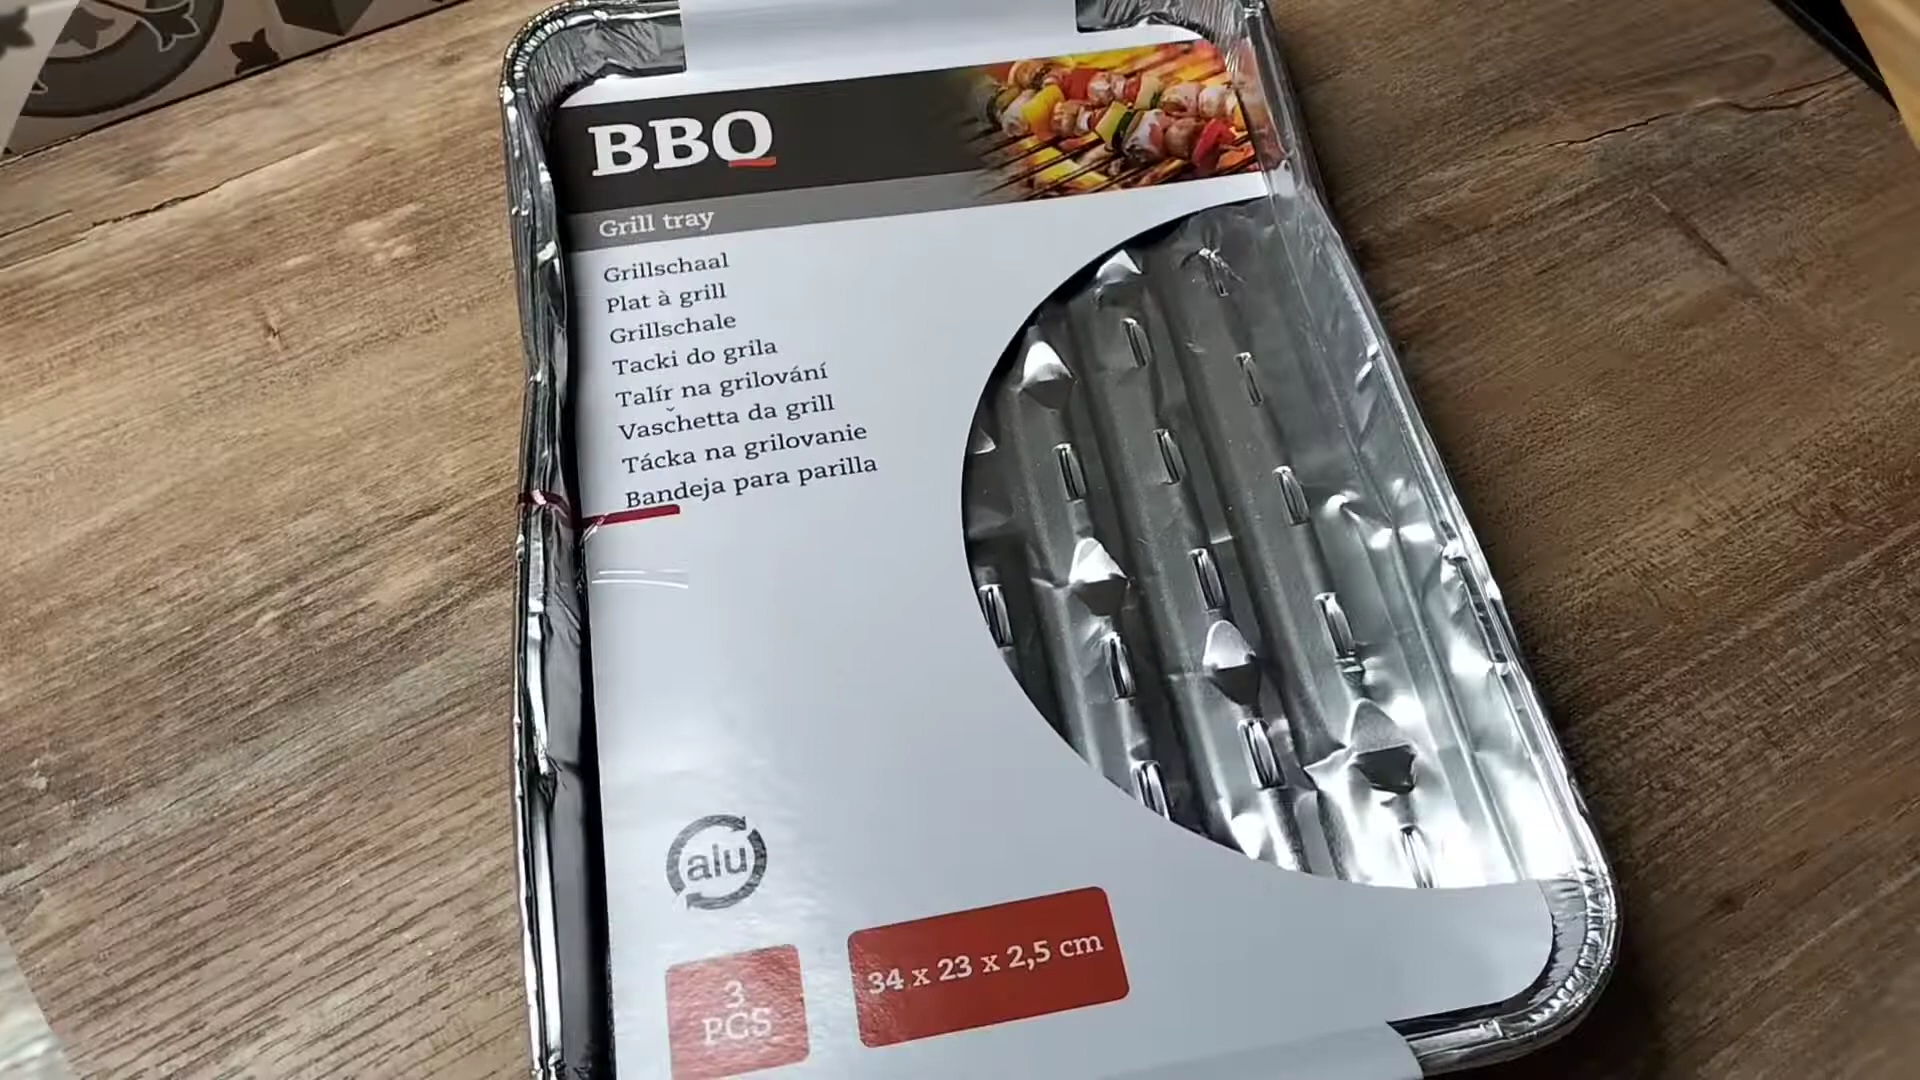 BBQ
Grill tray
Grillschaal
Plat à grill
Grillschale
Tacki do grila
Talír na grilování
Vaschetta da grill
Tácka na grilovanie
Bandeja para parilla
alu
3
PCS
34 x 23 x 2,5 cm